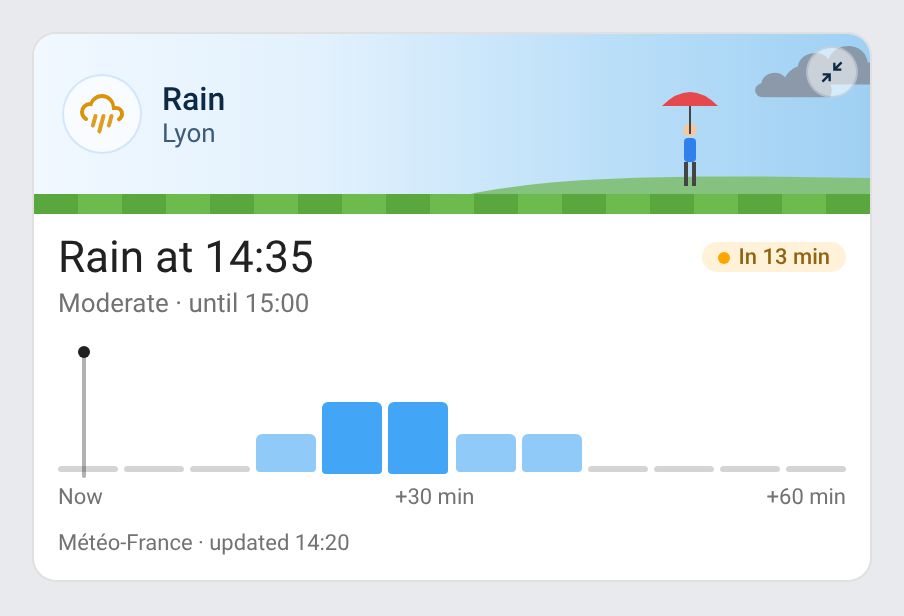 Rain
Lyon
Rain at 14:35
In 13 min
Moderate · until 15:00
Now
+30 min
+60 min
Météo-France · updated 14:20